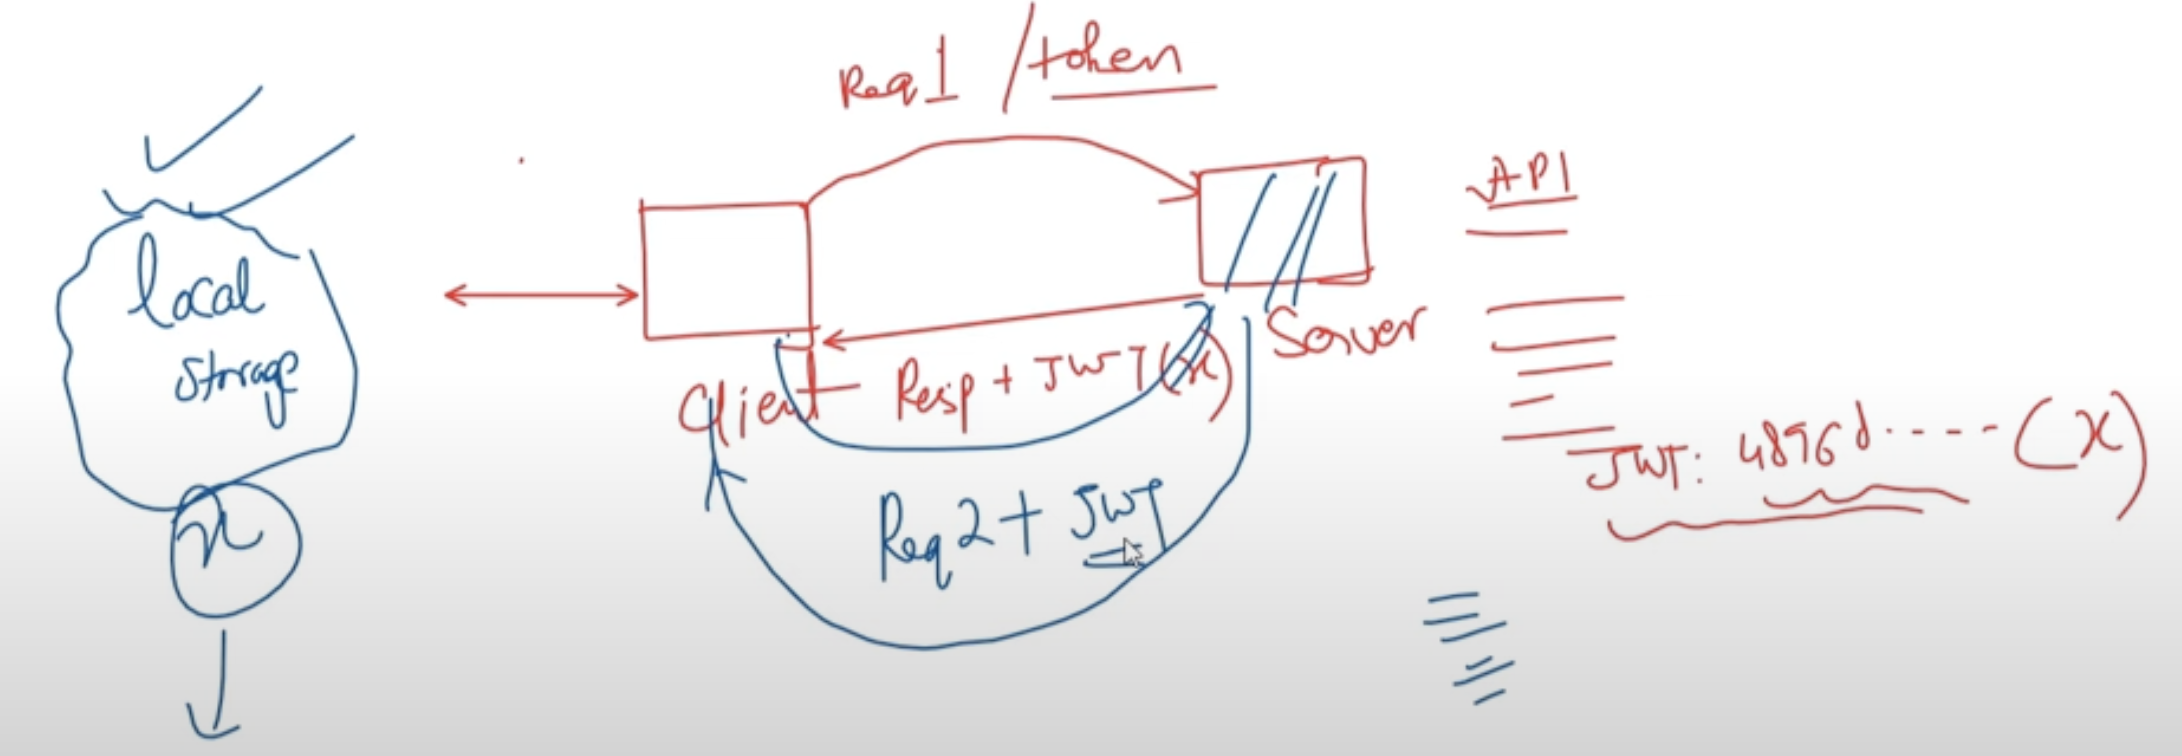 Req 1 /token
API
local
storage
Server
Client
Resp + JWT (x)
JWT: 4896d.---- (x)
Req 2 + JWT
x